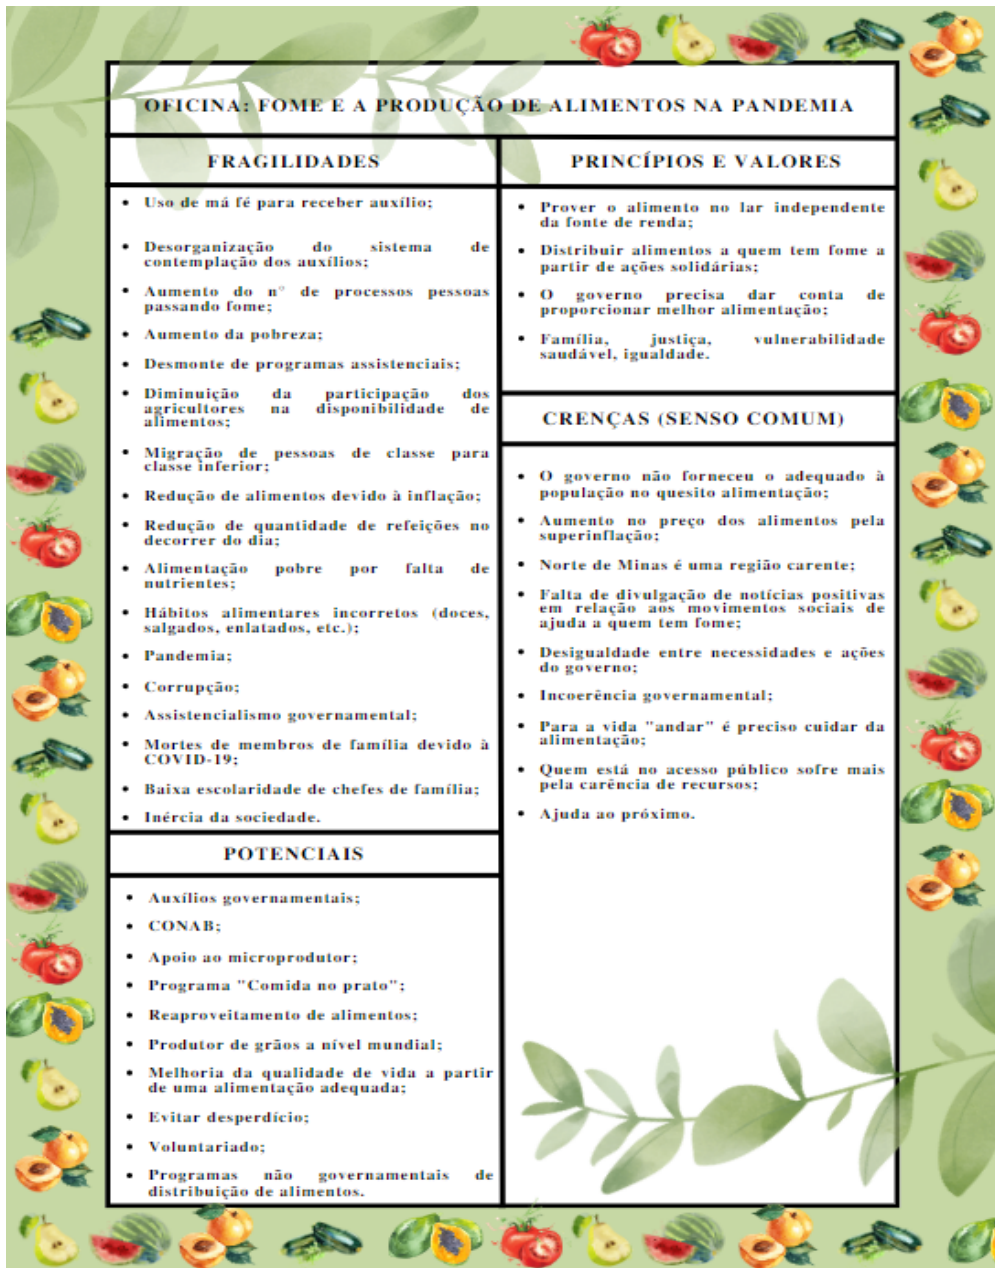 OFICINA: FOME E A PRODUÇÃO DE ALIMENTOS NA PANDEMIA
FRAGILIDADES
• Uso de má fé para receber auxílio;
• Desorganização do sistema de
contemplação dos auxílios;
• Aumento do n° de processos pessoas
passando fome;
• Aumento da pobreza;
• Desmonte de programas assistenciais;
• Diminuição da participação dos
agricultores na disponibilidade de
alimentos;
• Migração de pessoas de classe para
classe inferior;
• Redução de alimentos devido à inflação;
• Redução de quantidade de refeições no
decorrer do dia;
• Alimentação pobre por falta de
nutrientes;
• Hábitos alimentares incorretos (doces,
salgados, enlatados, etc.);
• Pandemia;
• Corrupção;
• Assistencialismo governamental;
• Mortes de membros de família devido à
COVID-19;
• Baixa escolaridade de chefes de família;
• Inércia da sociedade.
POTENCIAIS
• Auxílios governamentais;
• CONAB;
• Apoio ao microprodutor;
• Programa "Comida no prato";
• Reaproveitamento de alimentos;
• Produtor de grãos a nível mundial;
• Melhoria da qualidade de vida a partir
de uma alimentação adequada;
• Evitar desperdício;
• Voluntariado;
• Programas não governamentais de
distribuição de alimentos.
PRINCÍPIOS E VALORES
• Prover o alimento no lar independente
da fonte de renda;
• Distribuir alimentos a quem tem fome a
partir de ações solidárias;
• O governo precisa dar conta de
proporcionar melhor alimentação;
• Família, justiça, vulnerabilidade
saudável, igualdade.
CRENÇAS (SENSO COMUM)
• O governo não forneceu o adequado à
população no quesito alimentação;
• Aumento no preço dos alimentos pela
superinflação;
• Norte de Minas é uma região carente;
• Falta de divulgação de notícias positivas
em relação aos movimentos sociais de
ajuda a quem tem fome;
• Desigualdade entre necessidades e ações
do governo;
• Incoerência governamental;
• Para a vida "andar" é preciso cuidar da
alimentação;
• Quem está no acesso público sofre mais
pela carência de recursos;
• Ajuda ao próximo.